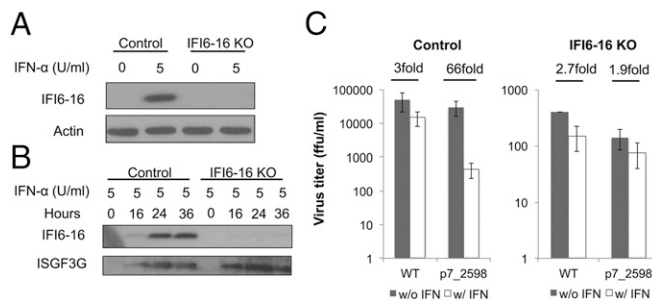 A
Control IFI6-16 KO
IFN-α (U/ml) 0 5 0 5
IFI6-16
Actin
B
Control IFI6-16 KO
IFN-α (U/ml) 5 5 5 5 5 5 5 5
Hours 0 16 24 36 0 16 24 36
IFI6-16
ISGF3G
C
Control
3fold 66fold
Virus titer (ffu/ml)
100000
10000
1000
100
10
1
WT p7_2598
w/o IFN w/ IFN
IFI6-16 KO
2.7fold 1.9fold
1000
100
10
1
WT p7_2598
w/o IFN w/ IFN